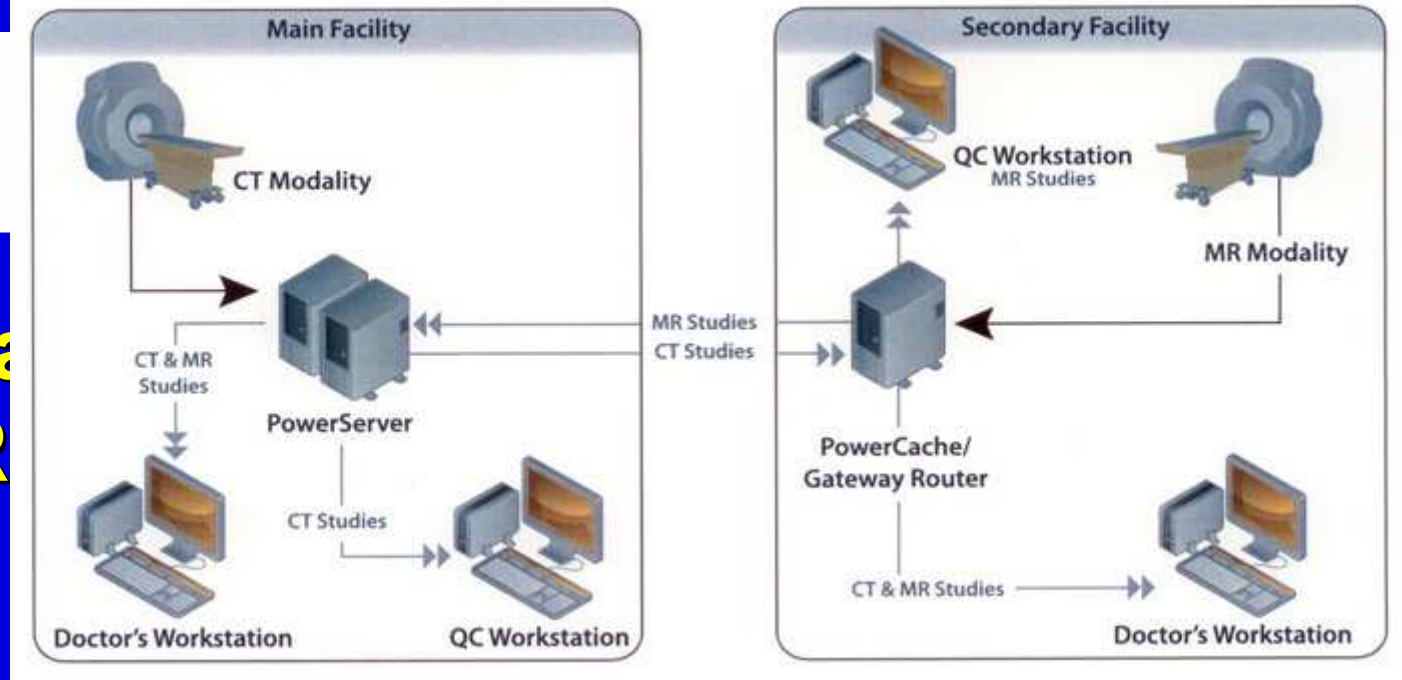 Main Facility
CT Modality
CT & MR
Studies
PowerServer
CT Studies
Doctor's Workstation
QC Workstation
MR Studies
CT Studies
Secondary Facility
QC Workstation
MR Studies
MR Modality
PowerCache/
Gateway Router
CT & MR Studies
Doctor's Workstation